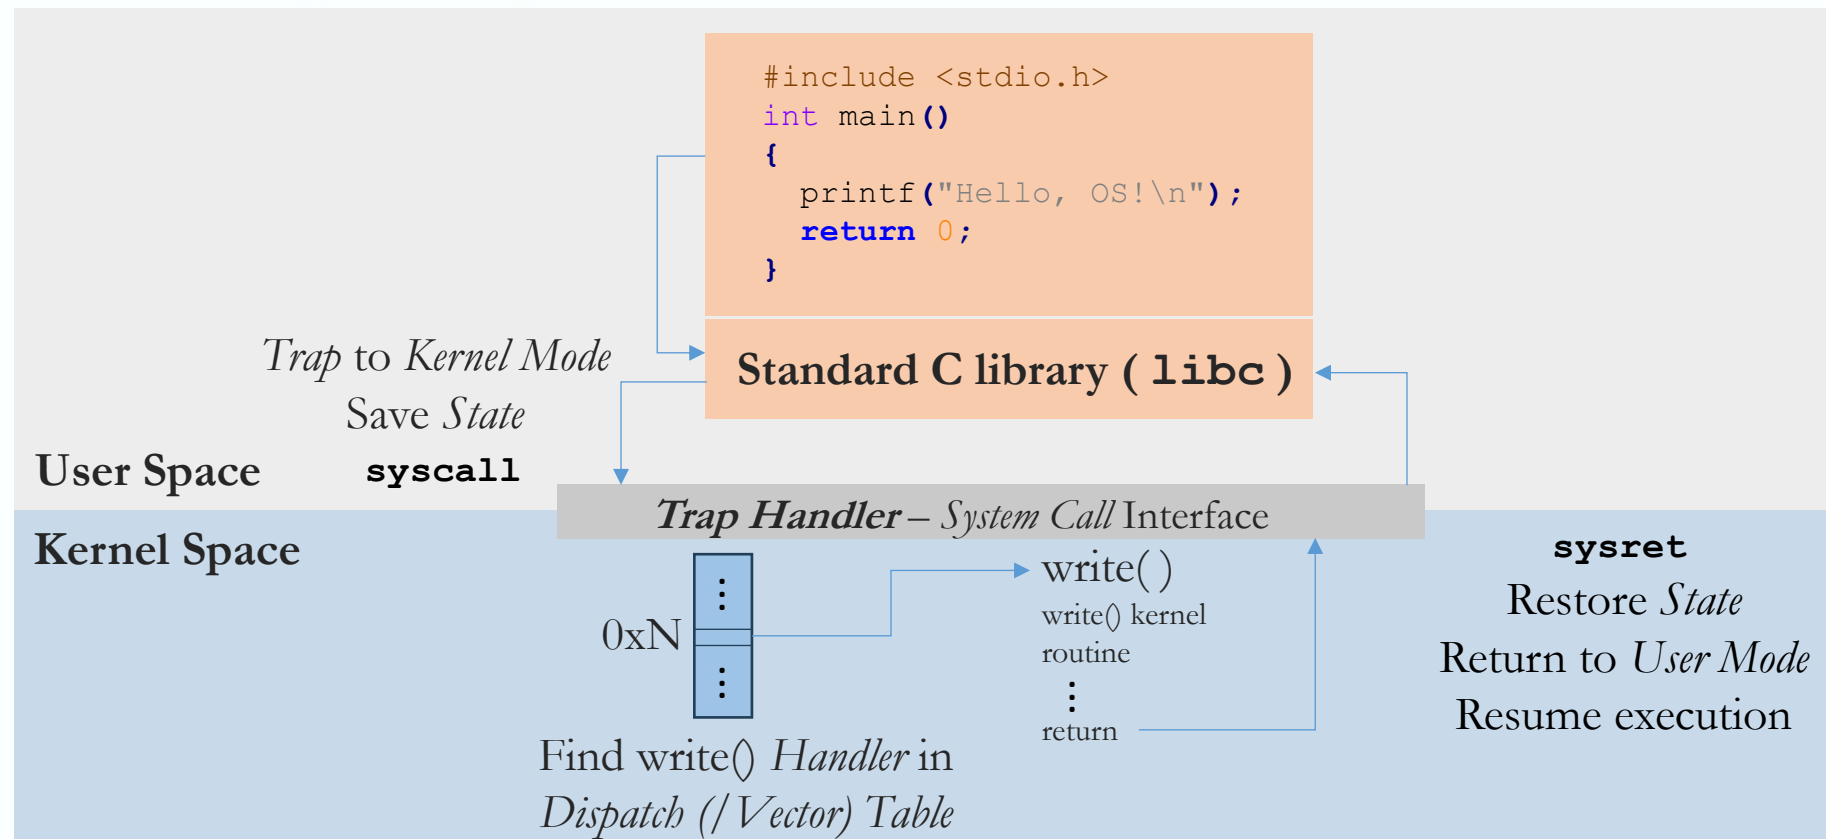 #include <stdio.h>
int main()
{
printf("Hello, OS!\n");
return 0;
}
Standard C library ( libc )
Trap to Kernel Mode
Save State
syscall
User Space
Trap Handler – System Call Interface
Kernel Space
0xN
⋮
⋮
Find write() Handler in
Dispatch (/Vector) Table
write( )
write() kernel
routine
⋮
return
sysret
Restore State
Return to User Mode
Resume execution